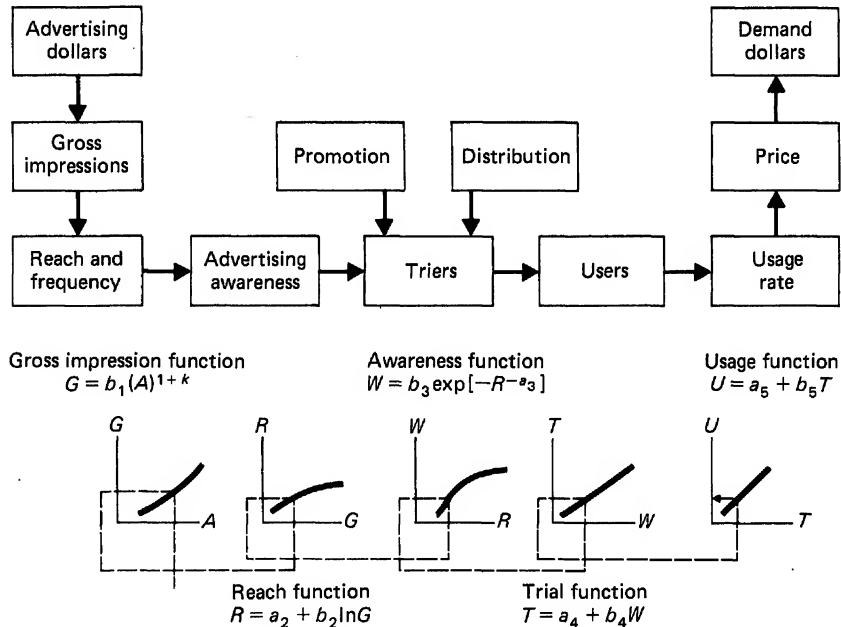 Advertising
dollars
Demand
dollars
Gross
impressions
Promotion
Distribution
Price
Reach and
frequency
Advertising
awareness
Triers
Users
Usage
rate
Gross impression function
G = b₁(A)¹⁺ᵏ
Awareness function
W = b₃ exp[−R^−a₃]
Usage function
U = a₅ + b₅T
G
A
R
G
W
R
T
W
U
T
Reach function
R = a₂ + b₂lnG
Trial function
T = a₄ + b₄W